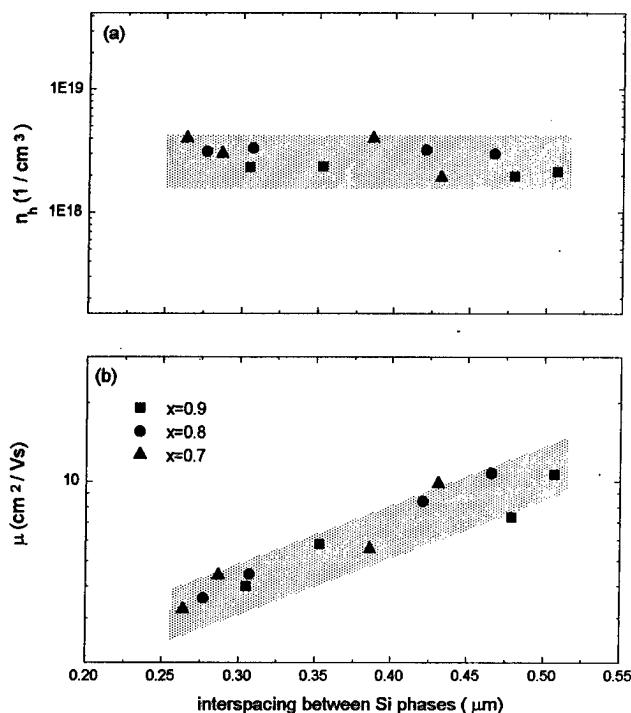 (a)
1E19
1E18
n_h (1 / cm³)
(b)
■ x=0.9
● x=0.8
▲ x=0.7
10
μ (cm² / Vs)
0.20 0.25 0.30 0.35 0.40 0.45 0.50 0.55
interspacing between Si phases ( μm)